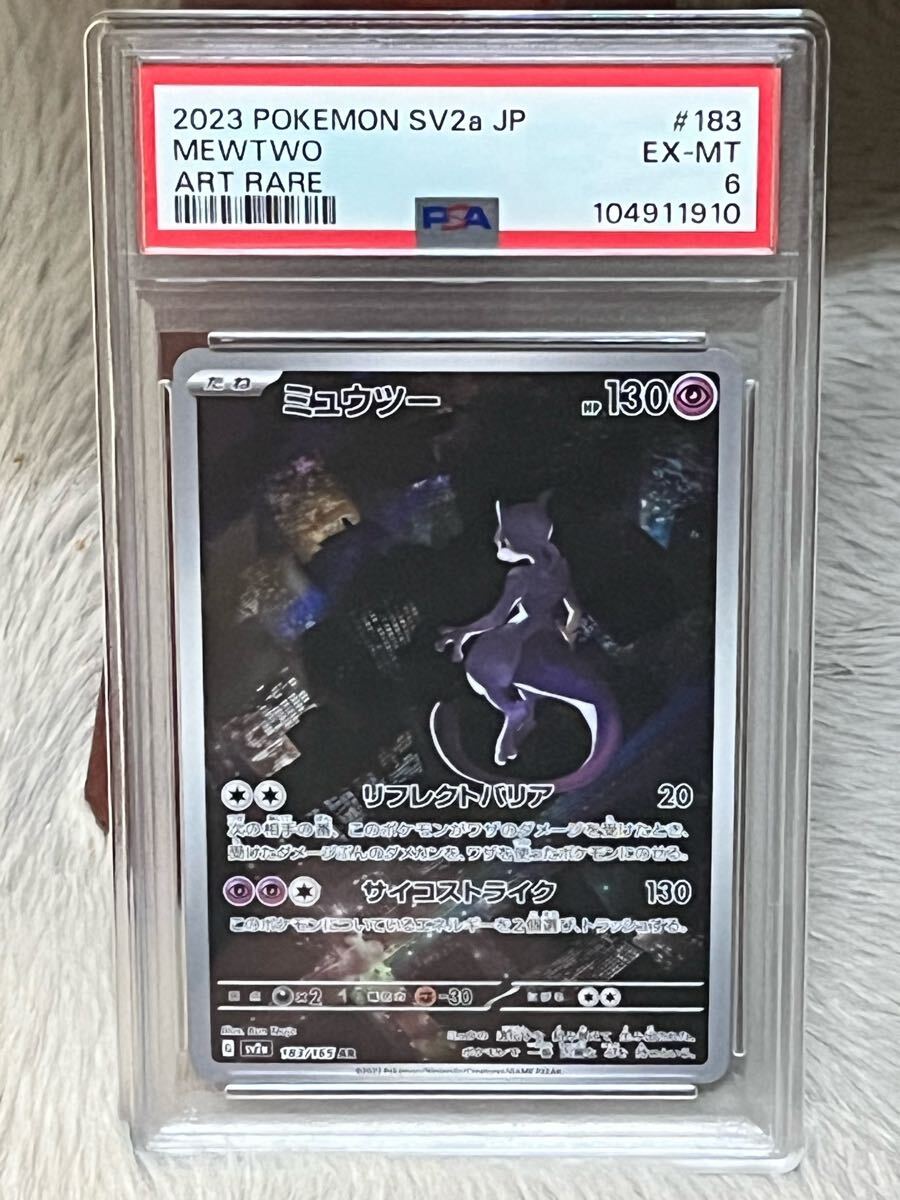 2023 POKEMON SV2a JP #183
MEWTWO EX-MT
ART RARE 6
PSA 104911910
たね ミュウツー HP 130
リフレクトバリア 20
次の相手の番、このポケモンがワザのダメージを受けたとき、
受けたダメージぶんのダメカンを、ワザを使ったポケモンにのせる。
サイコストライク 130
このポケモンについているエネルギーを2個選び、トラッシュする。
×2 -30
G sv2a 183/165 AR